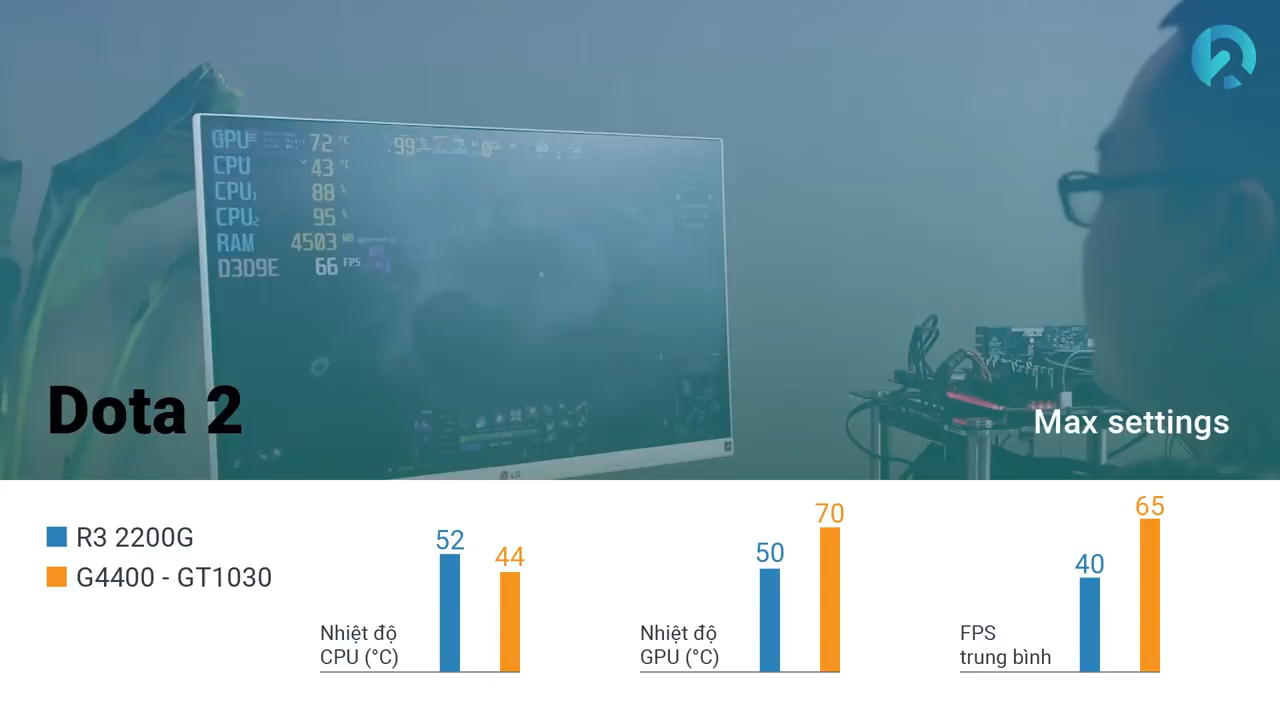 GPU 72 °C 99
CPU 43 °C
CPU1 88 %
CPU2 95 %
RAM 4503 MB
D3D9E 66 FPS
LG
Dota 2
Max settings
R3 2200G
G4400 - GT1030
52
44
Nhiệt độ
CPU (°C)
50
70
Nhiệt độ
GPU (°C)
40
65
FPS
trung bình